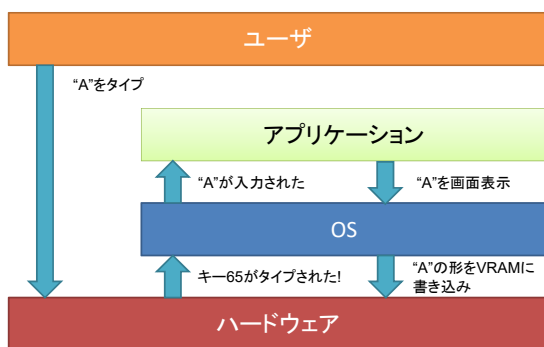 ユーザ
“A”をタイプ
アプリケーション
“A”が入力された
“A”を画面表示
OS
キー65がタイプされた!
“A”の形をVRAMに
書き込み
ハードウェア